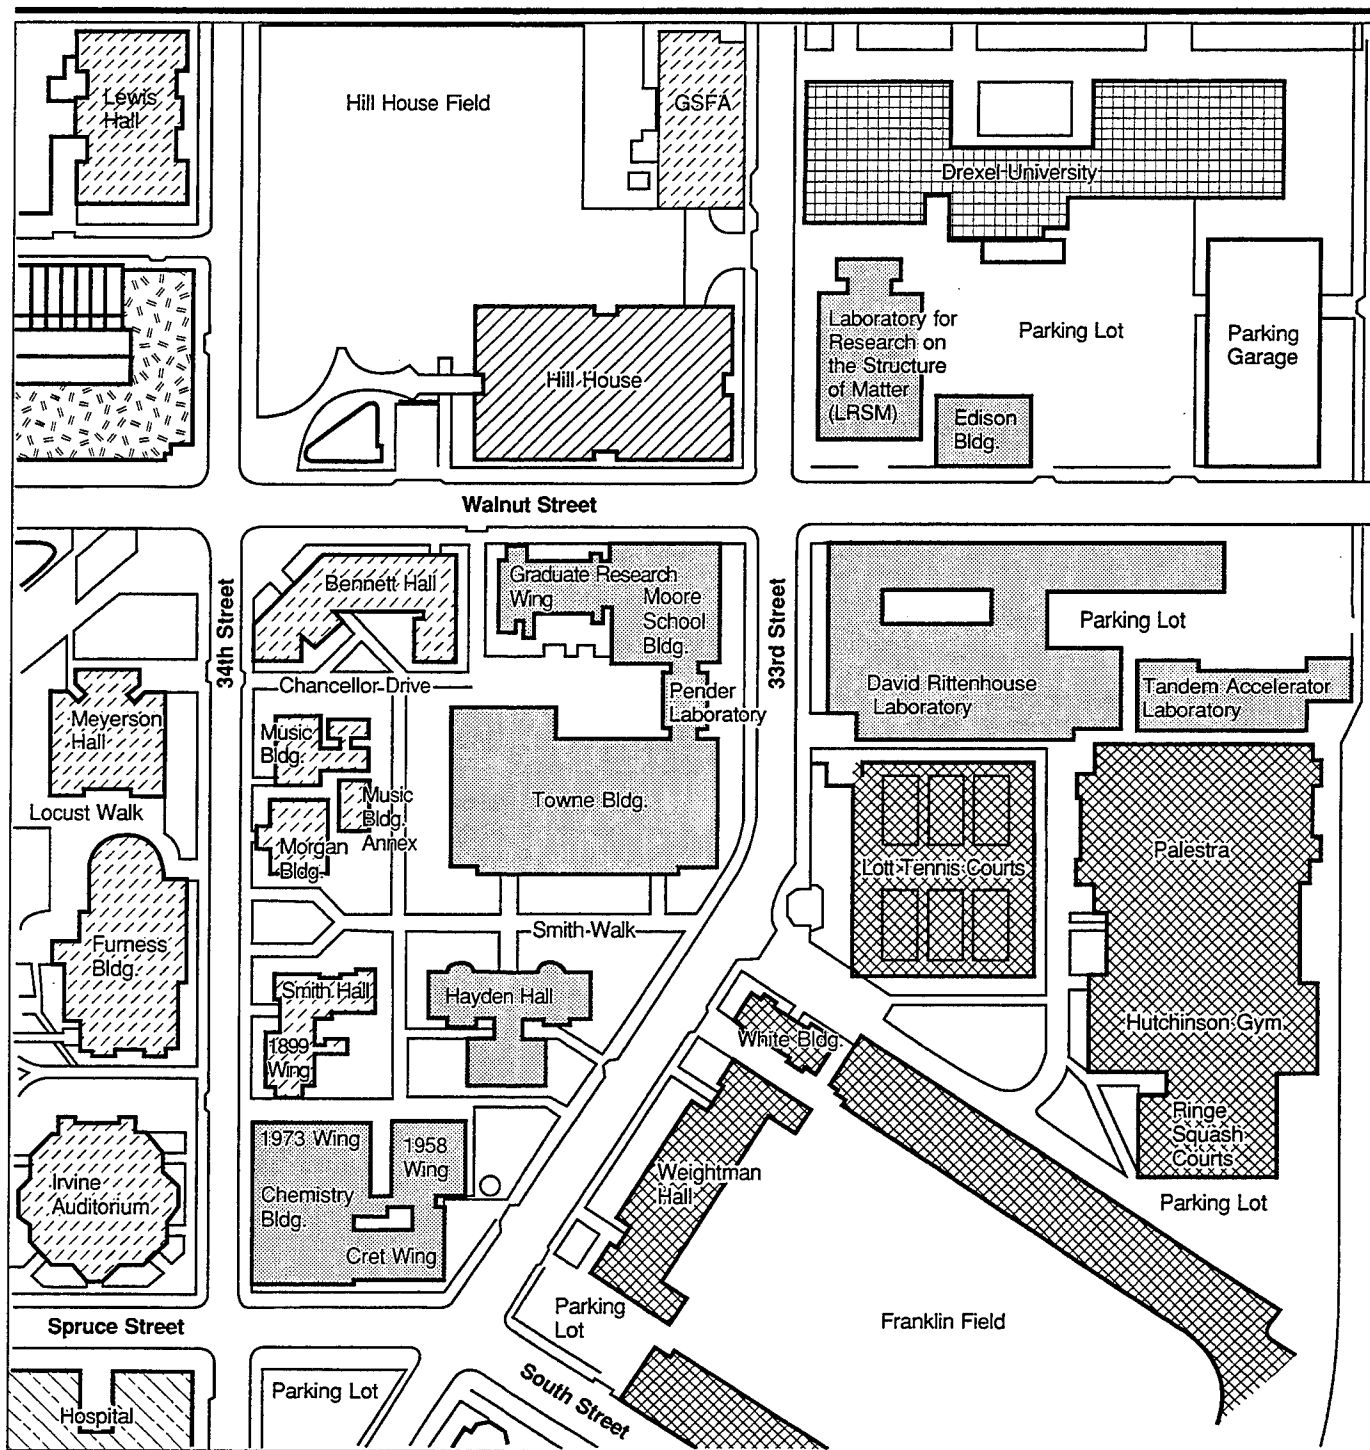 Lewis
Hall
Hill House Field
GSFA
Drexel University
Laboratory for
Research on
the Structure
of Matter
(LRSM)
Parking Lot
Parking
Garage
Hill House
Edison
Bldg.
Walnut Street
34th Street
33rd Street
Bennett Hall
Graduate Research
Wing
Moore
School
Bldg.
Parking Lot
Chancellor Drive
Pender
Laboratory
David Rittenhouse
Laboratory
Tandem Accelerator
Laboratory
Meyerson
Hall
Music
Bldg.
Locust Walk
Music
Bldg.
Annex
Towne Bldg.
Morgan
Bldg.
Lott Tennis Courts
Palestra
Furness
Bldg.
Smith Walk
Smith Hall
Hayden Hall
1899
Wing
White Bldg.
Hutchinson Gym
Ringe
Squash
Courts
1973 Wing
1958
Wing
Irvine
Auditorium
Chemistry
Bldg.
Cret Wing
Weightman
Hall
Parking Lot
Parking
Lot
Franklin Field
Spruce Street
South Street
Parking Lot
Hospital